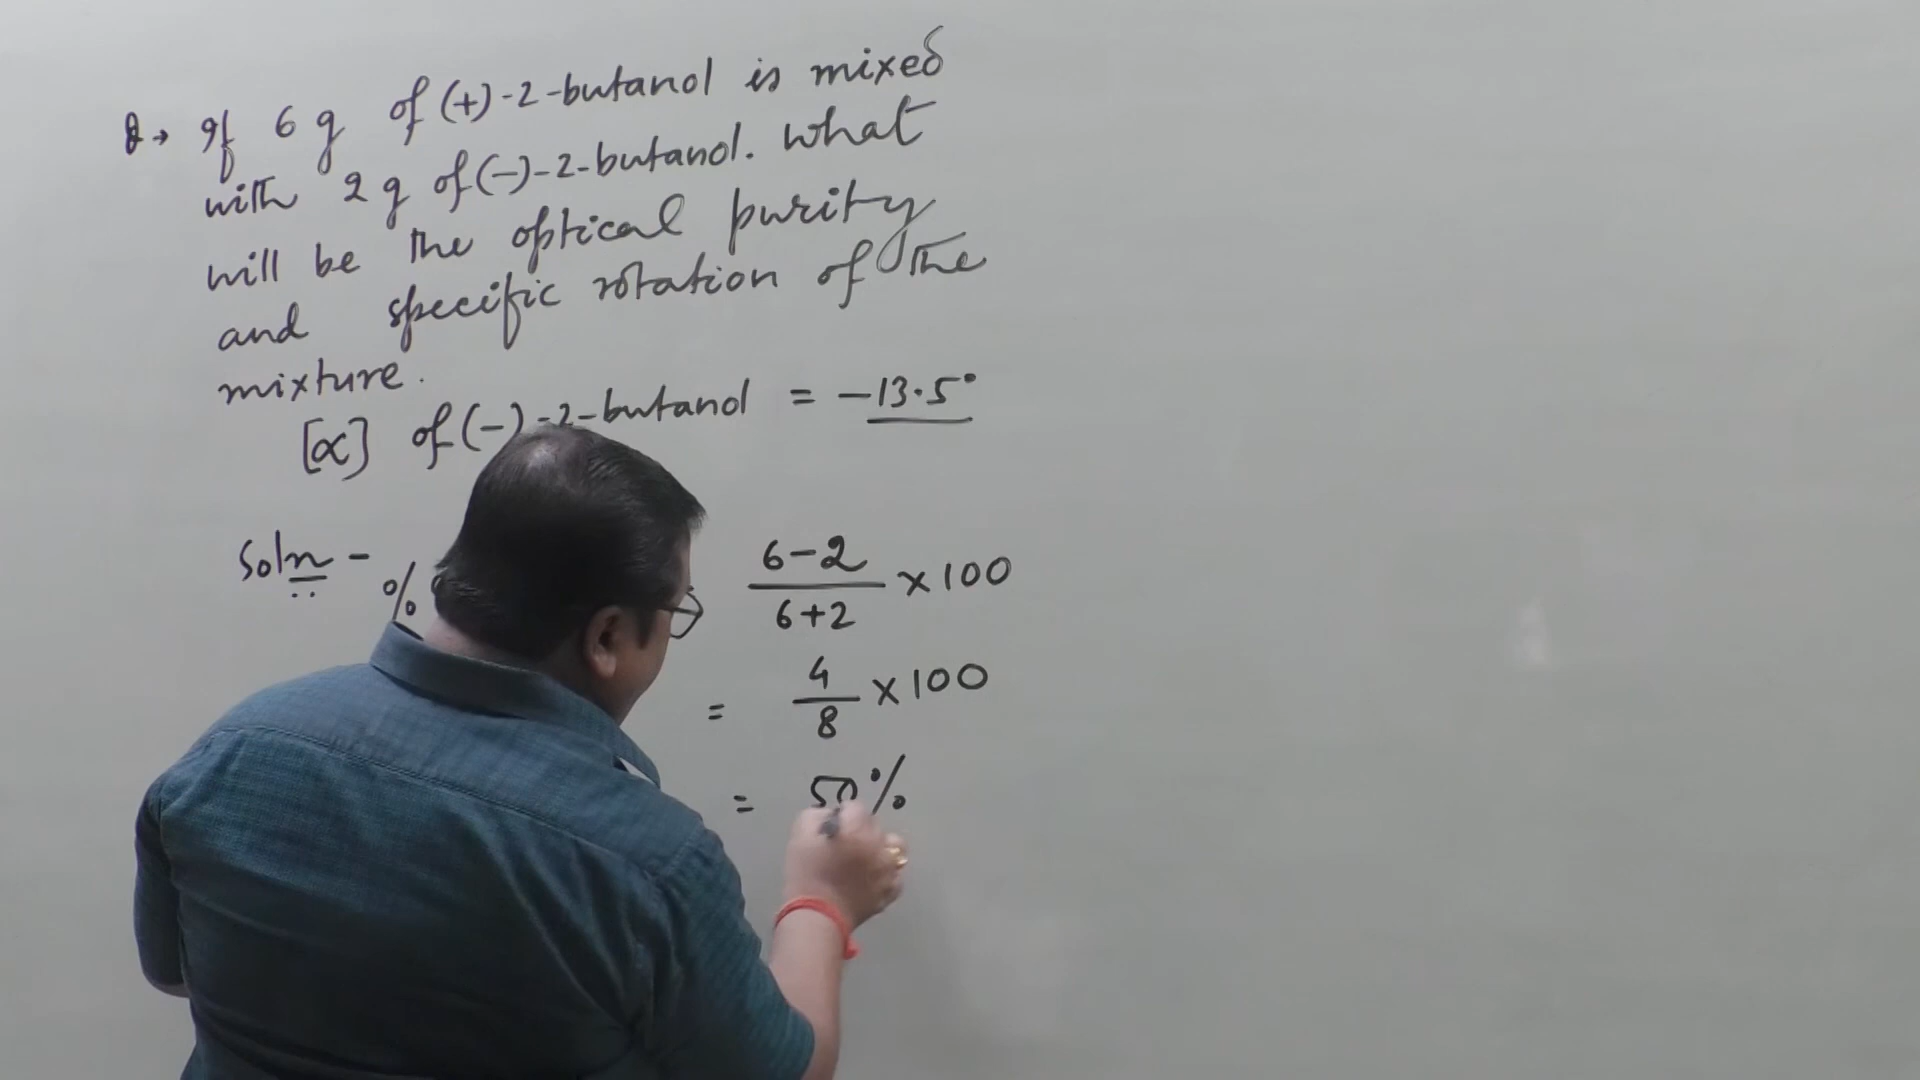 Q → If 6 g of (+)-2-butanol is mixed
with 2 g of (-)-2-butanol. What
will be the optical purity
and specific rotation of the
mixture.
[α] of (-)-2-butanol = -13.5°
Soln - % 6-2/6+2 × 100
= 4/8 × 100
= 50%